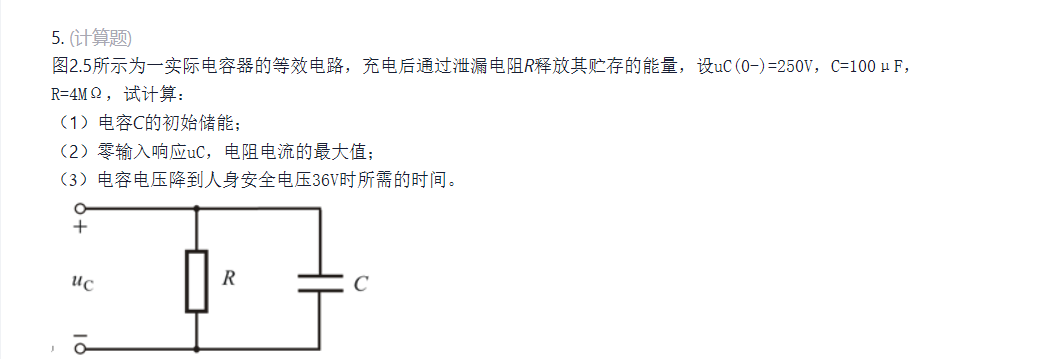 5. (计算题)
图2.5所示为一实际电容器的等效电路，充电后通过泄漏电阻R释放其贮存的能量，设uC(0-)=250V，C=100μF，
R=4MΩ，试计算：
（1）电容C的初始储能；
（2）零输入响应uC，电阻电流的最大值；
（3）电容电压降到人身安全电压36V时所需的时间。
+
uC
R
C
−